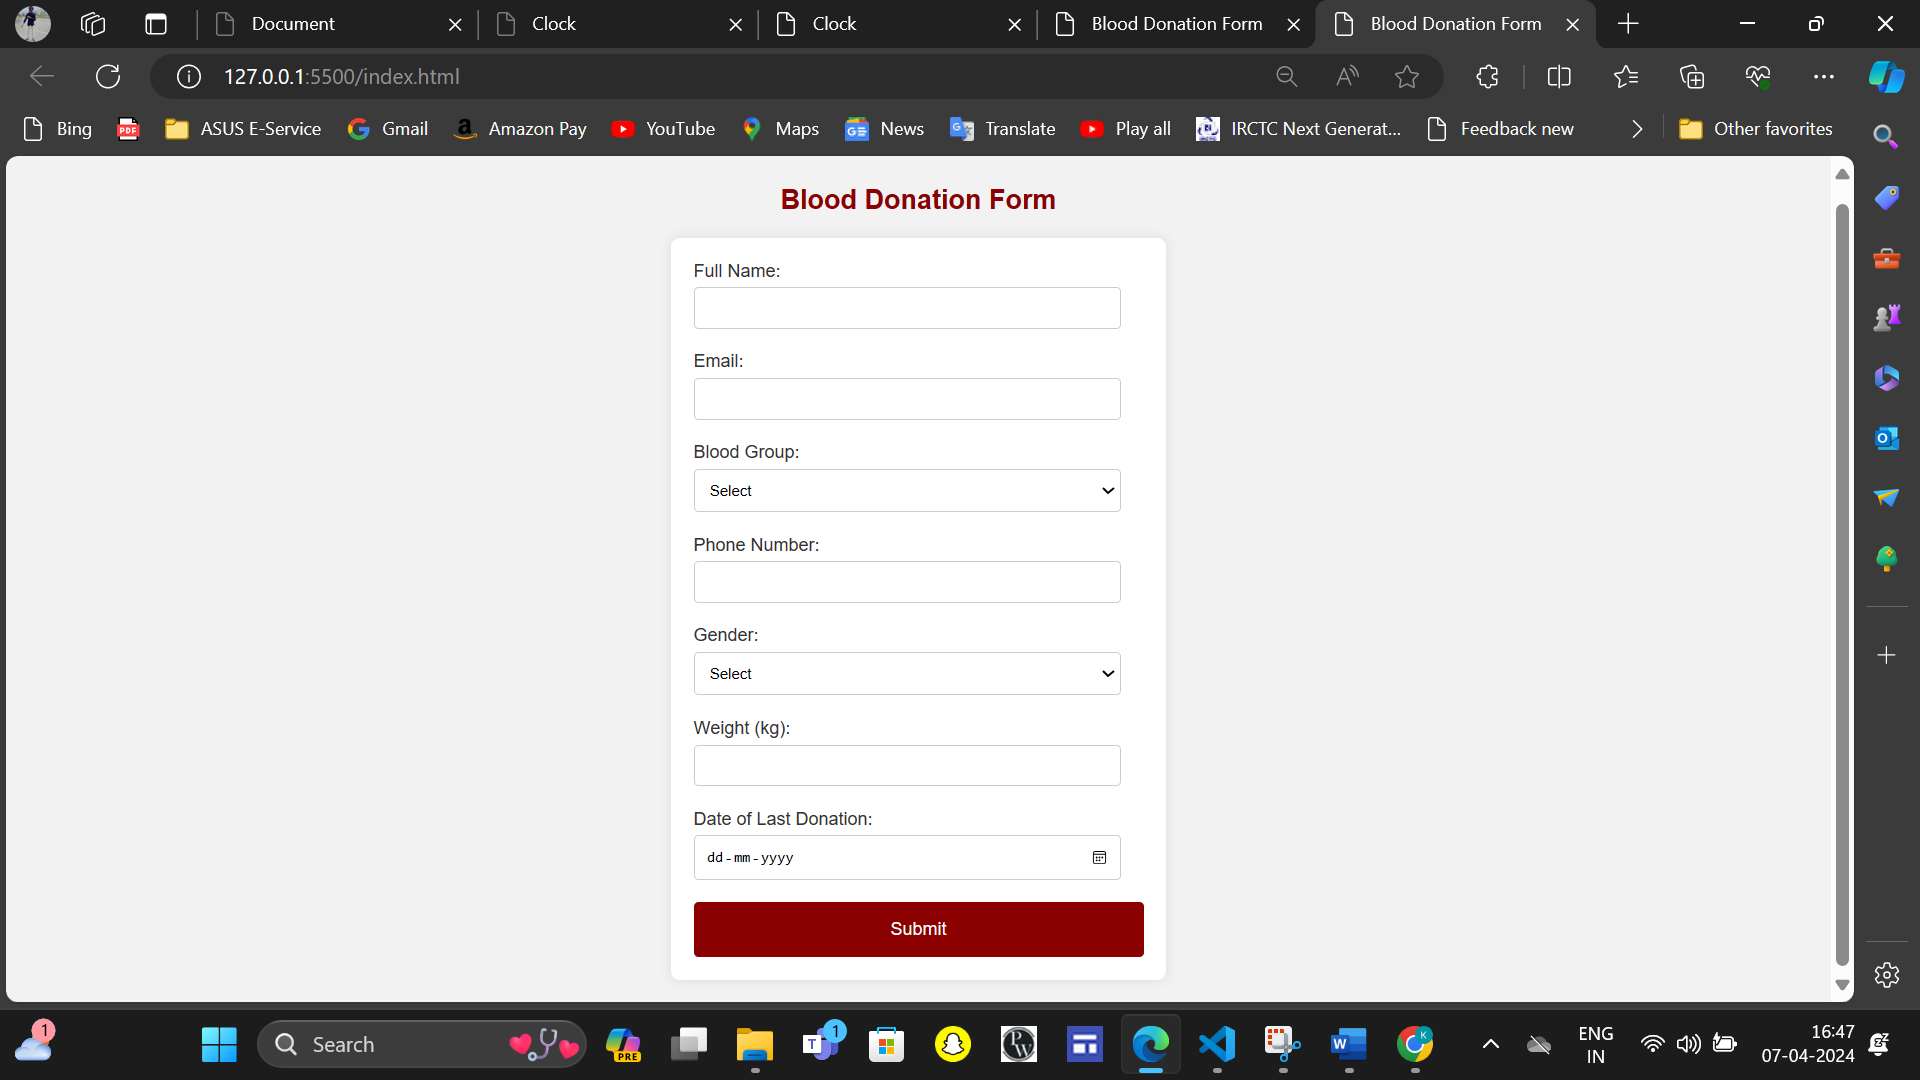 Document
Clock
Clock
Blood Donation Form
Blood Donation Form
127.0.0.1:5500/index.html
Bing
PDF
ASUS E-Service
Gmail
Amazon Pay
YouTube
Maps
News
Translate
Play all
IRCTC Next Generat...
Feedback new
Other favorites
Blood Donation Form
Full Name:
Email:
Blood Group:
Select
Phone Number:
Gender:
Select
Weight (kg):
Date of Last Donation:
dd-mm-yyyy
Submit
1
Search
PRE
1
ENG
IN
16:47
07-04-2024